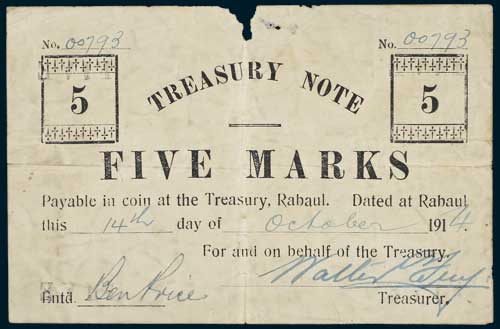 No. 00793
No. 00793
5
TREASURY NOTE
5
FIVE MARKS
Payable in coin at the Treasury, Rabaul. Dated at Rabaul
this 14th day of October 1914.
For and on behalf of the Treasury.
Entd. Ben Price
Walter
Treasurer.